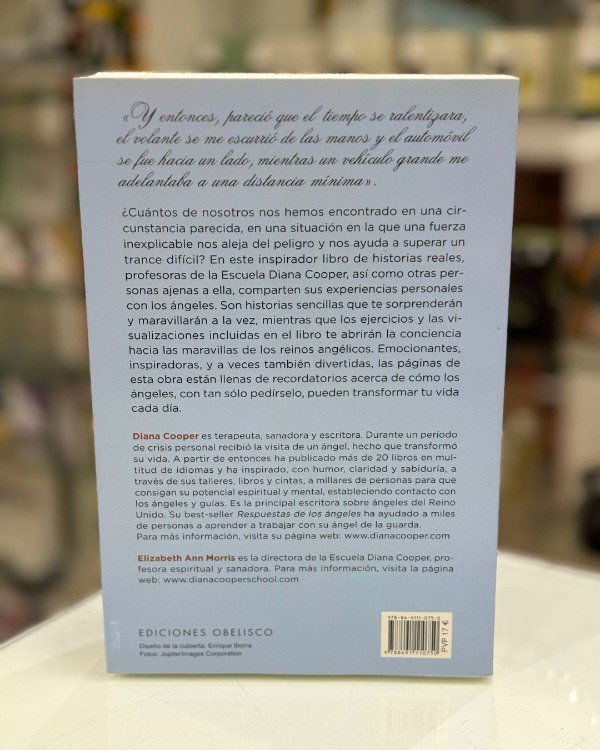 «Y entonces, pareció que el tiempo se ralentizara,
el volante se me escurrió de las manos y el automóvil
se fue hacia un lado, mientras un vehículo grande me
adelantaba a una distancia mínima».
¿Cuántos de nosotros nos hemos encontrado en una cir-
cunstancia parecida, en una situación en la que una fuerza
inexplicable nos aleja del peligro y nos ayuda a superar un
trance difícil? En este inspirador libro de historias reales,
profesoras de la Escuela Diana Cooper, así como otras per-
sonas ajenas a ella, comparten sus experiencias personales
con los ángeles. Son historias sencillas que te sorprenderán
y maravillarán a la vez, mientras que los ejercicios y las vi-
sualizaciones incluidas en el libro te abrirán la conciencia
hacia las maravillas de los reinos angélicos. Emocionantes,
inspiradoras, y a veces también divertidas, las páginas de
esta obra están llenas de recordatorios acerca de cómo los
ángeles, con tan sólo pedírselo, pueden transformar tu vida
cada día.
Diana Cooper es terapeuta, sanadora y escritora. Durante un período
de crisis personal recibió la visita de un ángel, hecho que transformó
su vida. A partir de entonces ha publicado más de 20 libros en mul-
titud de idiomas y ha inspirado, con humor, claridad y sabiduría, a
través de sus talleres, libros y cintas, a millares de personas para que
consigan su potencial espiritual y mental, estableciendo contacto con
los ángeles y guías. Es la principal escritora sobre ángeles del Reino
Unido. Su best-seller Respuestas de los ángeles ha ayudado a miles
de personas a aprender a trabajar con su ángel de la guarda.
Para más información, visita su página web: www.dianacooper.com
Elizabeth Ann Morris es la directora de la Escuela Diana Cooper, pro-
fesora espiritual y sanadora. Para más información, visita la página
web: www.dianacooperschool.com
EDICIONES OBELISCO
Diseño de la cubierta: Enrique Iborra
Fotos: JupiterImages Corporation
978-84-9111-075-0
9 788491 110750
PVP 17 €